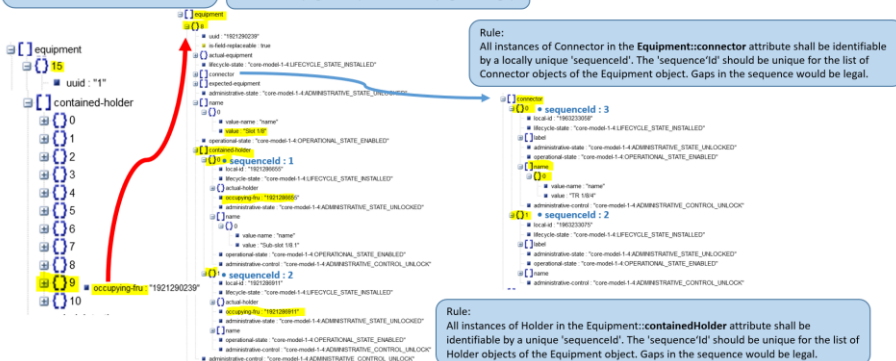 equipment
15
uuid : "1"
contained-holder
0
1
2
3
4
5
6
7
8
9
occupying-fru : "1921290239"
10
equipment
0
uuid : "1921290239"
is-field-replaceable : true
actual-equipment
lifecycle-state : "core-model-1-4:LIFECYCLE_STATE_INSTALLED"
connector
expected-equipment
administrative-state : "core-model-1-4:ADMINISTRATIVE_STATE_UNLOCKED"
name
0
value-name : "name"
value : "Slot 1/8"
operational-state : "core-model-1-4:OPERATIONAL_STATE_ENABLED"
contained-holder
0 sequenceId : 1
local-id : "1921286655"
lifecycle-state : "core-model-1-4:LIFECYCLE_STATE_INSTALLED"
actual-holder
occupying-fru : "1921286655"
administrative-state : "core-model-1-4:ADMINISTRATIVE_STATE_UNLOCKED"
name
0
value-name : "name"
value : "Sub-slot 1/8.1"
operational-state : "core-model-1-4:OPERATIONAL_STATE_ENABLED"
administrative-control : "core-model-1-4:ADMINISTRATIVE_CONTROL_UNLOCK"
1 sequenceId : 2
local-id : "1921286911"
lifecycle-state : "core-model-1-4:LIFECYCLE_STATE_INSTALLED"
actual-holder
occupying-fru : "1921286911"
administrative-state : "core-model-1-4:ADMINISTRATIVE_STATE_UNLOCKED"
name
operational-state : "core-model-1-4:OPERATIONAL_STATE_ENABLED"
administrative-control : "core-model-1-4:ADMINISTRATIVE_CONTROL_UNLOCK"
administrative-control : "core-model-1-4:ADMINISTRATIVE_CONTROL_UNLOCK"
Rule:
All instances of Connector in the Equipment::connector attribute shall be identifiable
by a locally unique 'sequenceId'. The 'sequence'Id' should be unique for the list of
Connector objects of the Equipment object. Gaps in the sequence would be legal.
connector
0 sequenceId : 3
local-id : "1963233058"
lifecycle-state : "core-model-1-4:LIFECYCLE_STATE_INSTALLED"
label
administrative-state : "core-model-1-4:ADMINISTRATIVE_STATE_UNLOCKED"
operational-state : "core-model-1-4:OPERATIONAL_STATE_ENABLED"
name
0
value-name : "name"
value : "TR 1/8/4"
administrative-control : "core-model-1-4:ADMINISTRATIVE_CONTROL_UNLOCK"
1 sequenceId : 2
local-id : "1963233075"
lifecycle-state : "core-model-1-4:LIFECYCLE_STATE_INSTALLED"
label
administrative-state : "core-model-1-4:ADMINISTRATIVE_STATE_UNLOCKED"
operational-state : "core-model-1-4:OPERATIONAL_STATE_ENABLED"
name
administrative-control : "core-model-1-4:ADMINISTRATIVE_CONTROL_UNLOCK"
Rule:
All instances of Holder in the Equipment::containedHolder attribute shall be
identifiable by a unique 'sequenceId'. The 'sequence'Id' should be unique for the list of
Holder objects of the Equipment object. Gaps in the sequence would be legal.